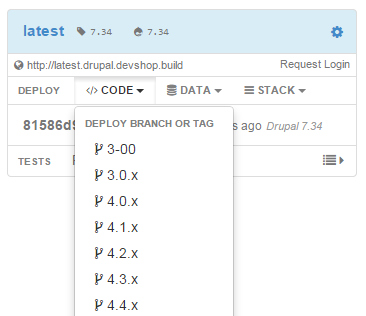 latest 7.34 7.34
http://latest.drupal.devshop.build Request Login
DEPLOY CODE DATA STACK
DEPLOY BRANCH OR TAG
81586d9 s ago Drupal 7.34
3-00
TESTS
3.0.x
4.0.x
4.1.x
4.2.x
4.3.x
4.4.x